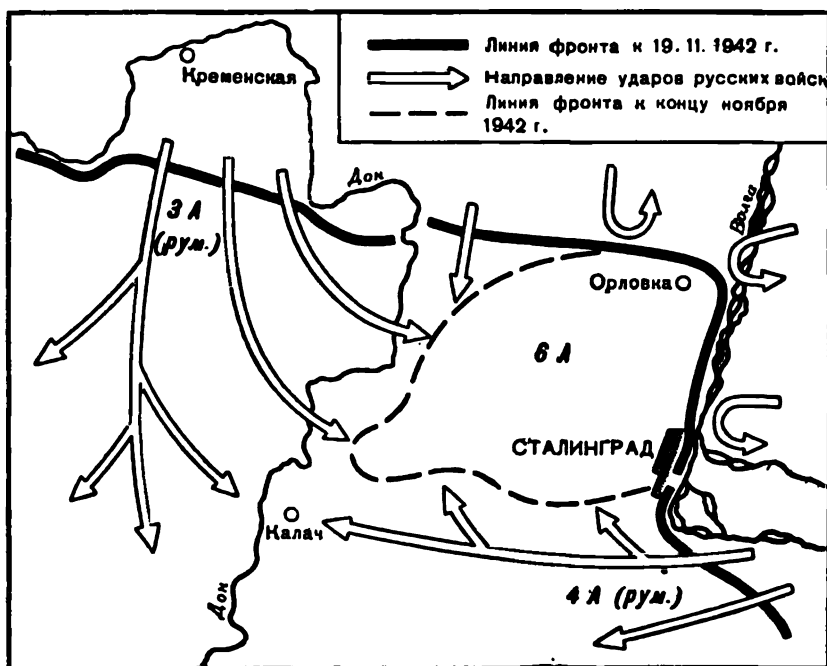 Линия фронта к 19.11.1942 г.
Направление ударов русских войск
Линия фронта к концу ноября
1942 г.
Кременская
Дон
3 А
(рум.)
Волга
Орловка
6 А
СТАЛИНГРАД
Калач
Дон
4 А (рум.)